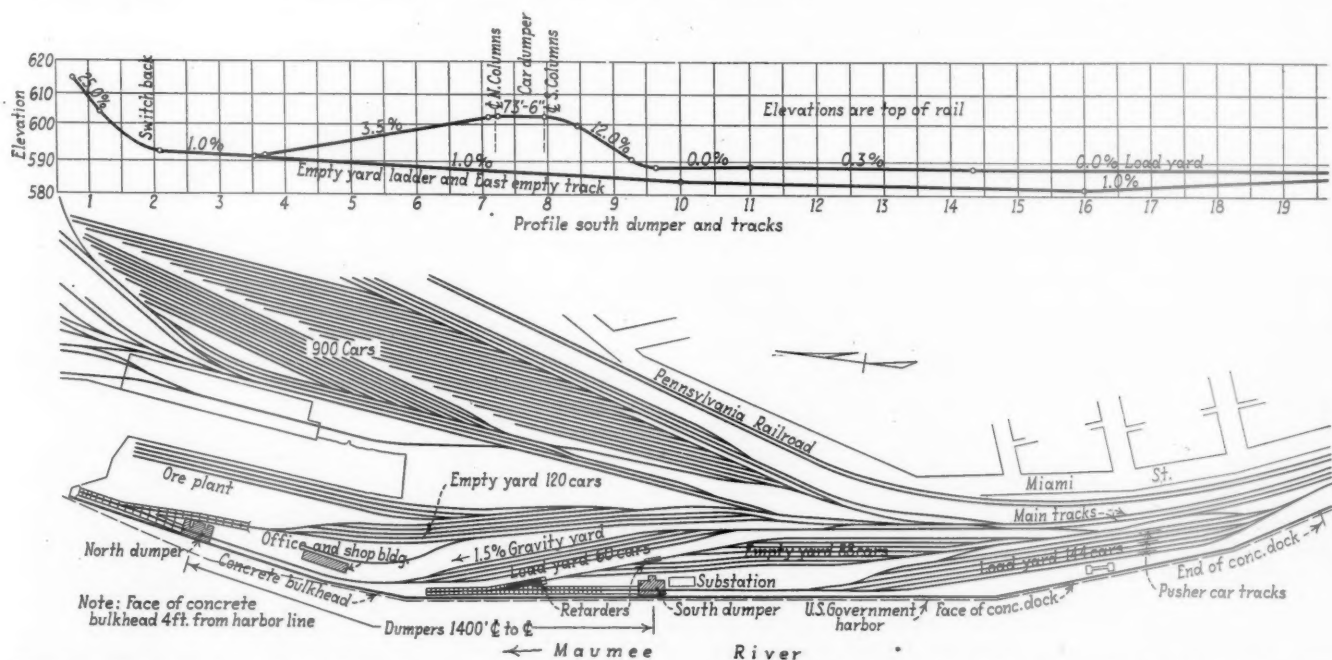 620
610
600
590
580
Elevation
25.0%
Switch back
1.0%
3.5%
℄ N. Columns
Car dumper
℄ S. Columns
73'-6"
12.0%
Elevations are top of rail
1.0%
0.0%
0.3%
0.0% Load yard
1.0%
Empty yard ladder and East empty track
1 2 3 4 5 6 7 8 9 10 11 12 13 14 15 16 17 18 19
Profile south dumper and tracks
900 Cars
Pennsylvania Railroad
Miami St.
Main tracks
Ore plant
Empty yard 120 cars
Office and shop bldg.
1.5% Gravity yard
Load yard 60 cars
Empty yard 88 cars
Load yard 144 cars
End of conc. dock
North dumper
Concrete bulkhead
Substation
Retarders
South dumper
U.S. Government
harbor
Face of conc. dock
Pusher car tracks
Note: Face of concrete
bulkhead 4ft. from harbor line
Dumpers 1400' ℄ to ℄
Maumee River